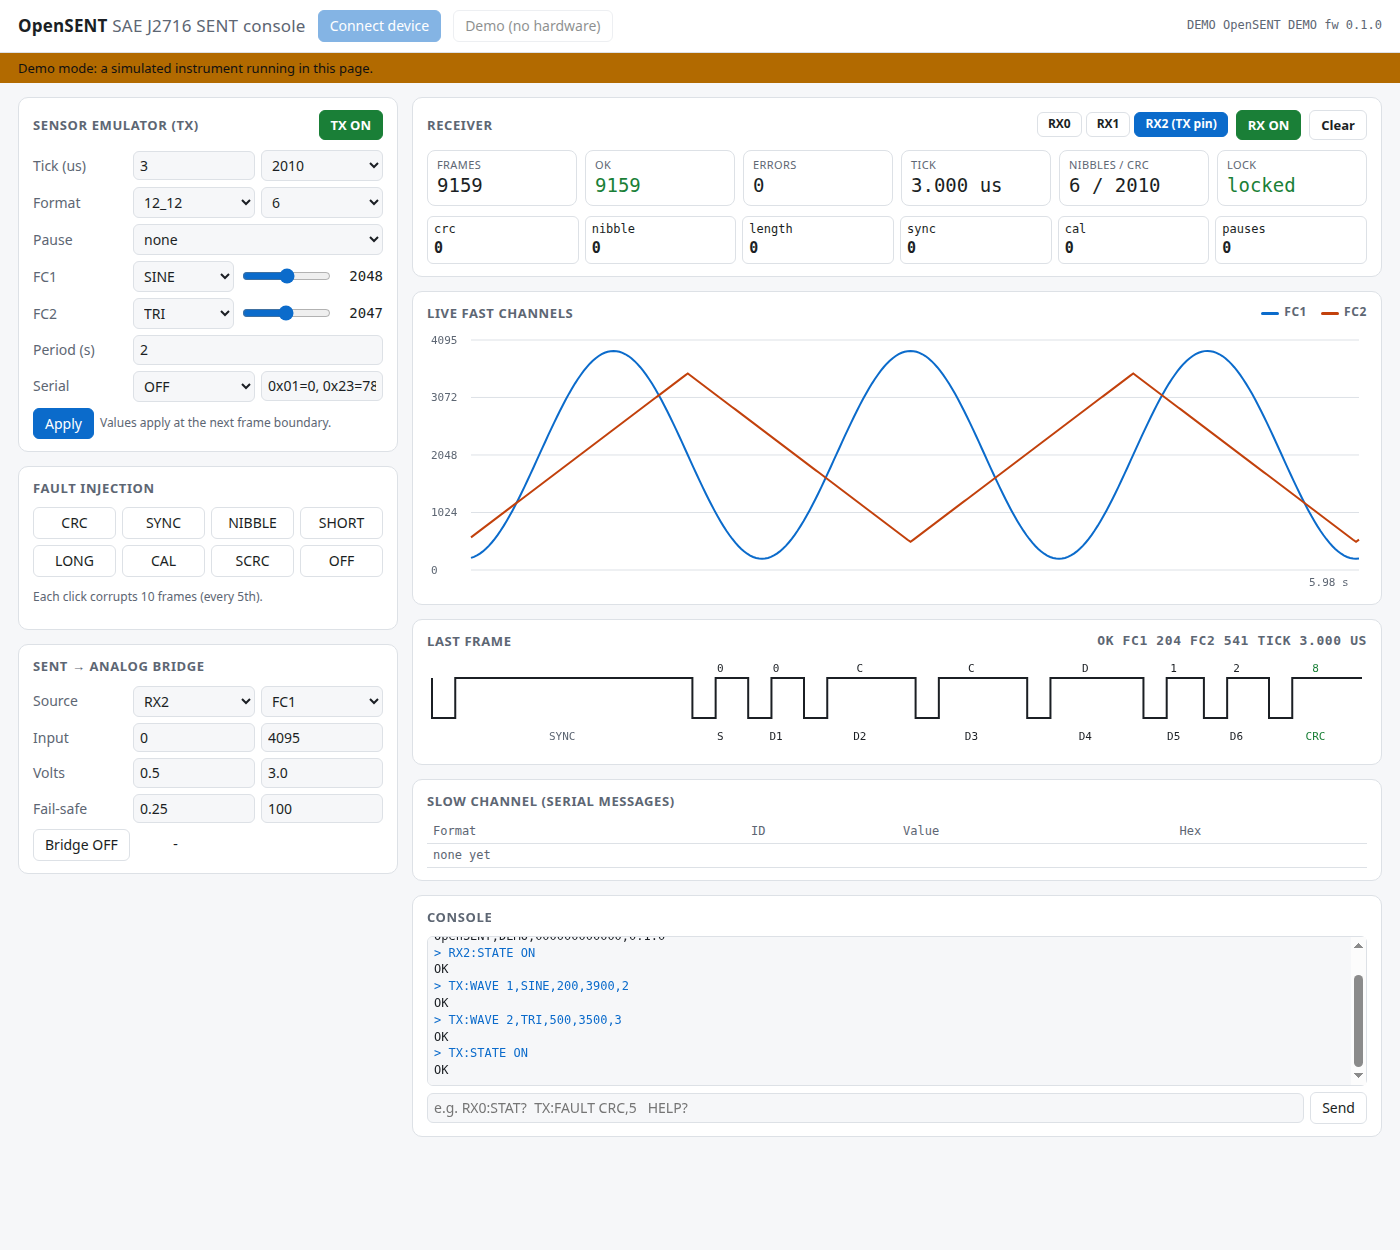 OpenSENT SAE J2716 SENT console Connect device Demo (no hardware) DEMO OpenSENT DEMO fw 0.1.0
Demo mode: a simulated instrument running in this page.
SENSOR EMULATOR (TX) TX ON
Tick (us) 3 2010
Format 12_12 6
Pause none
FC1 SINE 2048
FC2 TRI 2047
Period (s) 2
Serial OFF 0x01=0, 0x23=78
Apply Values apply at the next frame boundary.
FAULT INJECTION
CRC SYNC NIBBLE SHORT
LONG CAL SCRC OFF
Each click corrupts 10 frames (every 5th).
SENT → ANALOG BRIDGE
Source RX2 FC1
Input 0 4095
Volts 0.5 3.0
Fail-safe 0.25 100
Bridge OFF -
RECEIVER RX0 RX1 RX2 (TX pin) RX ON Clear
FRAMES OK ERRORS TICK NIBBLES / CRC LOCK
9159 9159 0 3.000 us 6 / 2010 locked
crc nibble length sync cal pauses
0 0 0 0 0 0
LIVE FAST CHANNELS FC1 FC2
4095
3072
2048
1024
0
5.98 s
LAST FRAME OK FC1 204 FC2 541 TICK 3.000 US
0 0 C C D 1 2 8
SYNC S D1 D2 D3 D4 D5 D6 CRC
SLOW CHANNEL (SERIAL MESSAGES)
Format ID Value Hex
none yet
CONSOLE
OpenSENT,DEMO,000000000000,0.1.0
> RX2:STATE ON
OK
> TX:WAVE 1,SINE,200,3900,2
OK
> TX:WAVE 2,TRI,500,3500,3
OK
> TX:STATE ON
OK
e.g. RX0:STAT? TX:FAULT CRC,5 HELP? Send